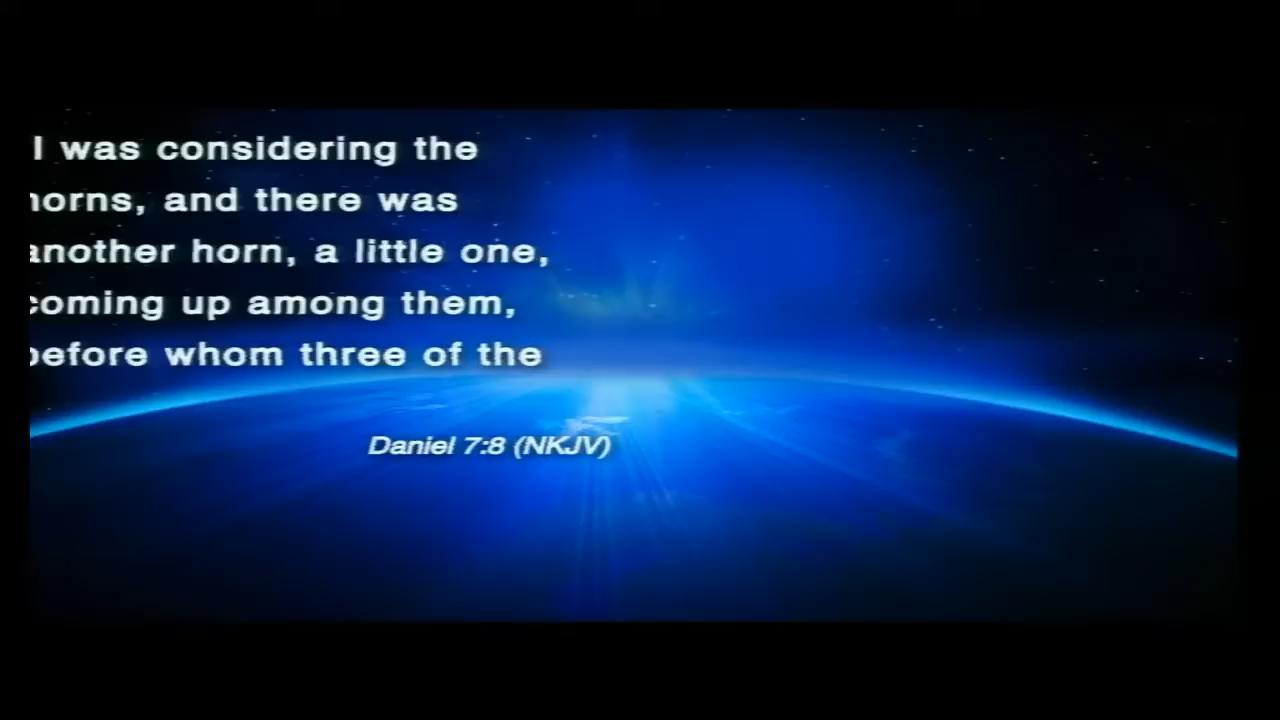 I was considering the
horns, and there was
another horn, a little one,
coming up among them,
before whom three of the
Daniel 7:8 (NKJV)